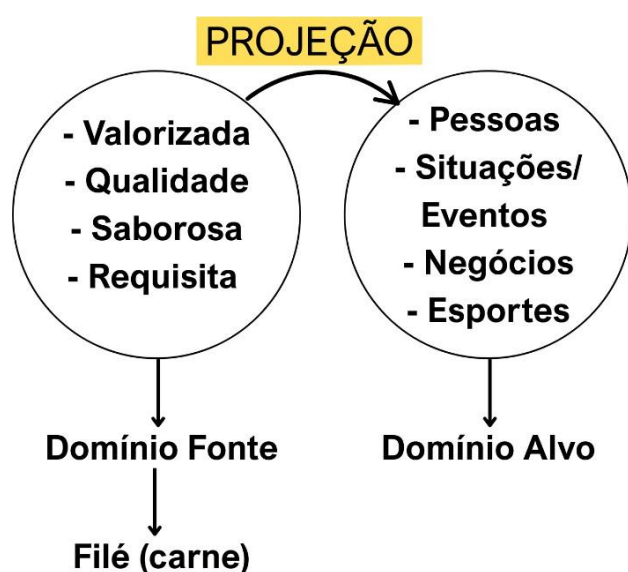 PROJEÇÃO
- Valorizada
- Qualidade
- Saborosa
- Requisita
- Pessoas
- Situações/
Eventos
- Negócios
- Esportes
Domínio Fonte
Domínio Alvo
Filé (carne)